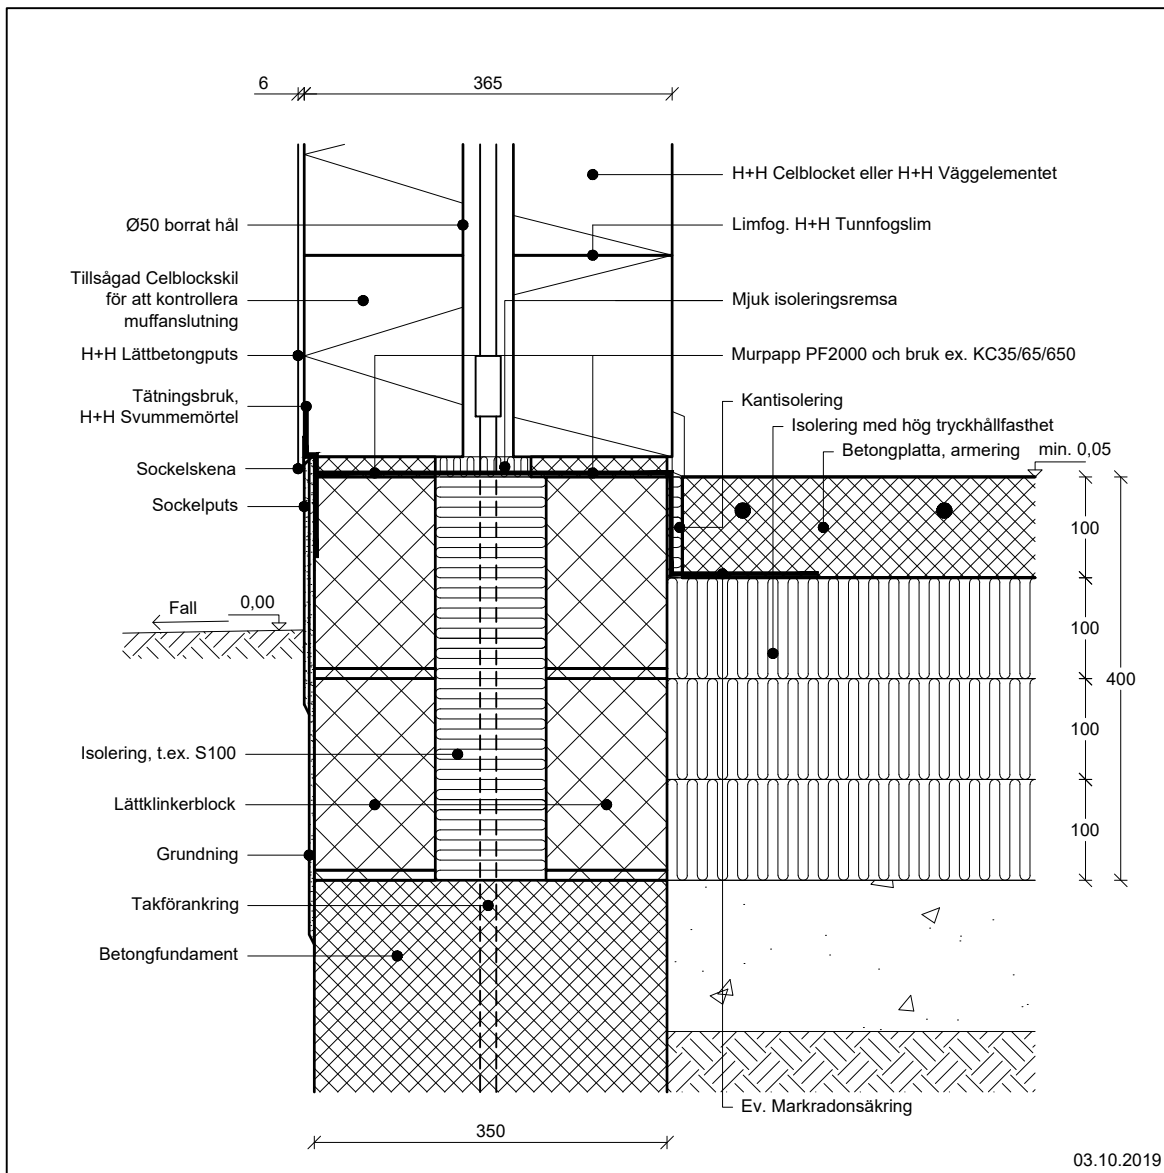 6
365
H+H Celblocket eller H+H Väggelementet
Ø50 borrat hål
Limfog. H+H Tunnfogslim
Tillsågad Celblockskil
för att kontrollera
muffanslutning
Mjuk isoleringsremsa
H+H Lättbetongputs
Murpapp PF2000 och bruk ex. KC35/65/650
Tätningsbruk,
H+H Svummemörtel
Kantisolering
Isolering med hög tryckhållfasthet
Betongplatta, armering
min. 0,05
Sockelskena
Sockelputs
100
Fall
0,00
100
400
100
Isolering, t.ex. S100
Lättklinkerblock
100
Grundning
Takförankring
Betongfundament
Ev. Markradonsäkring
350
03.10.2019